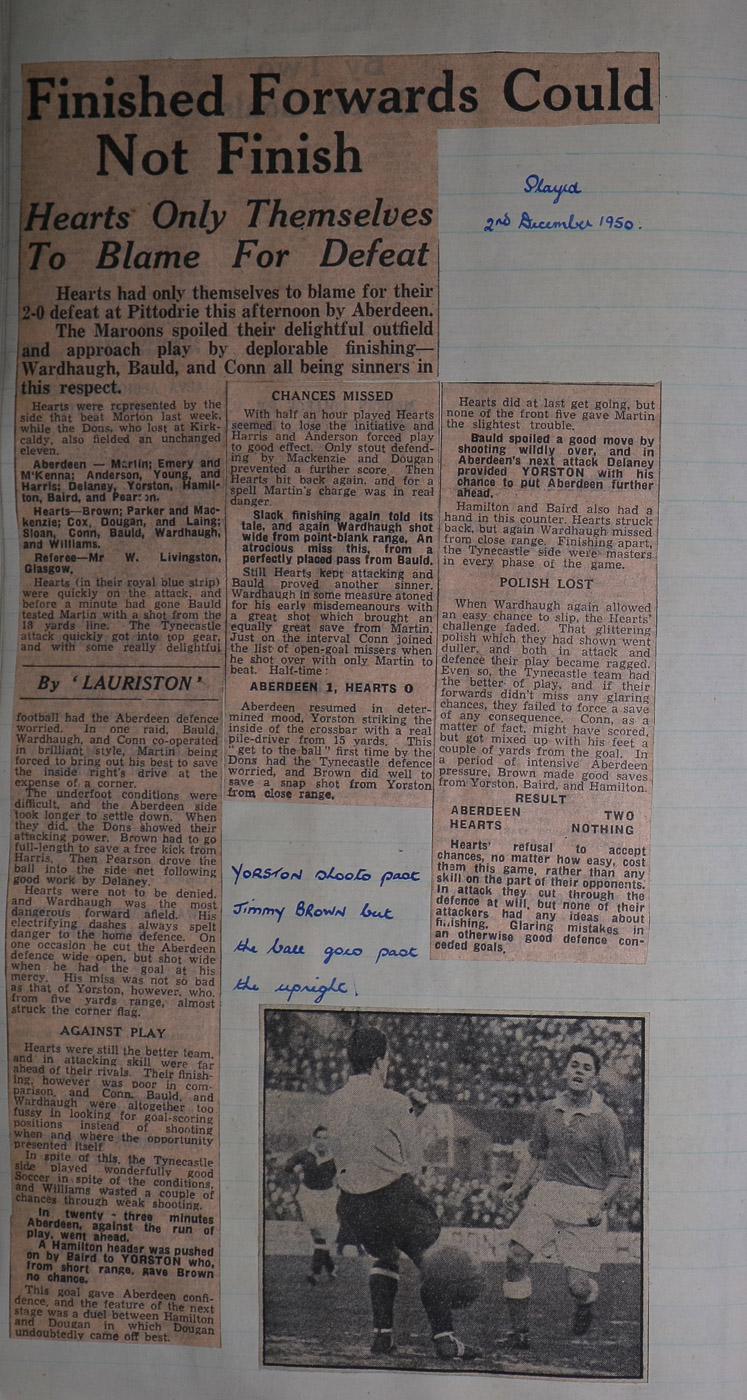 Finished Forwards Could
Not Finish
Hearts Only Themselves
To Blame For Defeat
Hearts had only themselves to blame for their
2-0 defeat at Pittodrie this afternoon by Aberdeen.
The Maroons spoiled their delightful outfield
and approach play by deplorable finishing—
Wardhaugh, Bauld, and Conn all being sinners in
this respect.
Hearts were represented by the
side that beat Morton last week,
while the Dons, who lost at Kirk-
caldy, also fielded an unchanged
eleven.
Aberdeen — Martin; Emery and
M'Kenna; Anderson, Young, and
Harris; Delaney, Yorston, Hamil-
ton, Baird, and Pearson.
Hearts—Brown; Parker and Mac-
kenzie; Cox, Dougan, and Laing;
Sloan, Conn, Bauld, Wardhaugh,
and Williams.
Referee—Mr W. Livingston,
Glasgow.
Hearts (in their royal blue strip)
were quickly on the attack, and
before a minute had gone Bauld
tested Martin with a shot from the
18 yards line. The Tynecastle
attack quickly got into top gear,
and with some really delightful
By 'LAURISTON'
football had the Aberdeen defence
worried. In one raid, Bauld,
Wardhaugh, and Conn co-operated
in brilliant style, Martin being
forced to bring out his best to save
the inside right's drive at the
expense of a corner.
The underfoot conditions were
difficult, and the Aberdeen side
took longer to settle down. When
they did, the Dons showed their
attacking power. Brown had to go
full-length to save a free kick from
Harris. Then Pearson drove the
ball into the side net following
good work by Delaney.
Hearts were not to be denied,
and Wardhaugh was the most
dangerous forward afield. His
electrifying dashes always spelt
danger to the home defence. On
one occasion he cut the Aberdeen
defence wide open, but shot wide
when he had the goal at his
mercy. His miss was not so bad
as that of Yorston, however, who,
from five yards range, almost
struck the corner flag.
AGAINST PLAY
Hearts were still the better team,
and in attacking skill were far
ahead of their rivals. Their finish-
ing, however was poor in com-
parison, and Conn, Bauld, and
Wardhaugh were altogether too
fussy in looking for goal-scoring
positions instead of shooting
when and where the opportunity
presented itself
In spite of this, the Tynecastle
side played wonderfully good
Soccer in spite of the conditions,
and Williams wasted a couple of
chances through weak shooting.
In twenty - three minutes
Aberdeen, against the run of
play, went ahead.
A Hamilton header was pushed
on by Baird to YORSTON who,
from short range, gave Brown
no chance.
This goal gave Aberdeen confi-
dence, and the feature of the next
stage was a duel between Hamilton
and Dougan in which Dougan
undoubtedly came off best.
CHANCES MISSED
With half an hour played Hearts
seemed to lose the initiative and
Harris and Anderson forced play
to good effect. Only stout defend-
ing by Mackenzie and Dougan
prevented a further score. Then
Hearts hit back again, and for a
spell Martin's charge was in real
danger.
Slack finishing again told its
tale, and again Wardhaugh shot
wide from point-blank range. An
atrocious miss this, from a
perfectly placed pass from Bauld.
Still Hearts kept attacking and
Bauld proved another sinner.
Wardhaugh in some measure atoned
for his early misdemeanours with
a great shot which brought an
equally great save from Martin.
Just on the interval Conn joined
the list of open-goal missers when
he shot over with only Martin to
beat. Half-time:
ABERDEEN 1, HEARTS 0
Aberdeen resumed in deter-
mined mood, Yorston striking the
inside of the crossbar with a real
pile-driver from 15 yards. This
"get to the ball" first time by the
Dons had the Tynecastle defence
worried, and Brown did well to
save a snap shot from Yorston
from close range.
Hearts did at last get going, but
none of the front five gave Martin
the slightest trouble.
Bauld spoiled a good move by
shooting wildly over, and in
Aberdeen's next attack Delaney
provided YORSTON with his
chance to put Aberdeen further
ahead.
Hamilton and Baird also had a
hand in this counter. Hearts struck
back, but again Wardhaugh missed
from close range. Finishing apart,
the Tynecastle side were masters
in every phase of the game.
POLISH LOST
When Wardhaugh again allowed
an easy chance to slip, the Hearts'
challenge faded. That glittering
polish which they had shown went
duller, and both in attack and
defence their play became ragged.
Even so, the Tynecastle team had
the better of play, and if their
forwards didn't miss any glaring
chances, they failed to force a save
of any consequence. Conn, as a
matter of fact, might have scored,
but got mixed up with his feet a
couple of yards from the goal. In
a period of intensive Aberdeen
pressure, Brown made good saves
from Yorston, Baird, and Hamilton.
RESULT
ABERDEEN TWO
HEARTS NOTHING
Hearts' refusal to accept
chances, no matter how easy, cost
them this game, rather than any
skill on the part of their opponents.
In attack they cut through the
defence at will, but none of their
attackers had any ideas about
finishing. Glaring mistakes in
an otherwise good defence con-
ceded goals.
Played
2nd December 1950.
YORSTON shoots past
Jimmy BROWN but
the ball goes past
the upright.